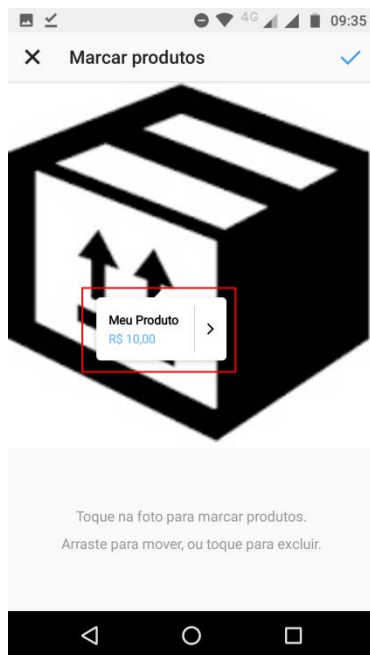 4G 09:35
Marcar produtos
Meu Produto
R$ 10,00
Toque na foto para marcar produtos.
Arraste para mover, ou toque para excluir.